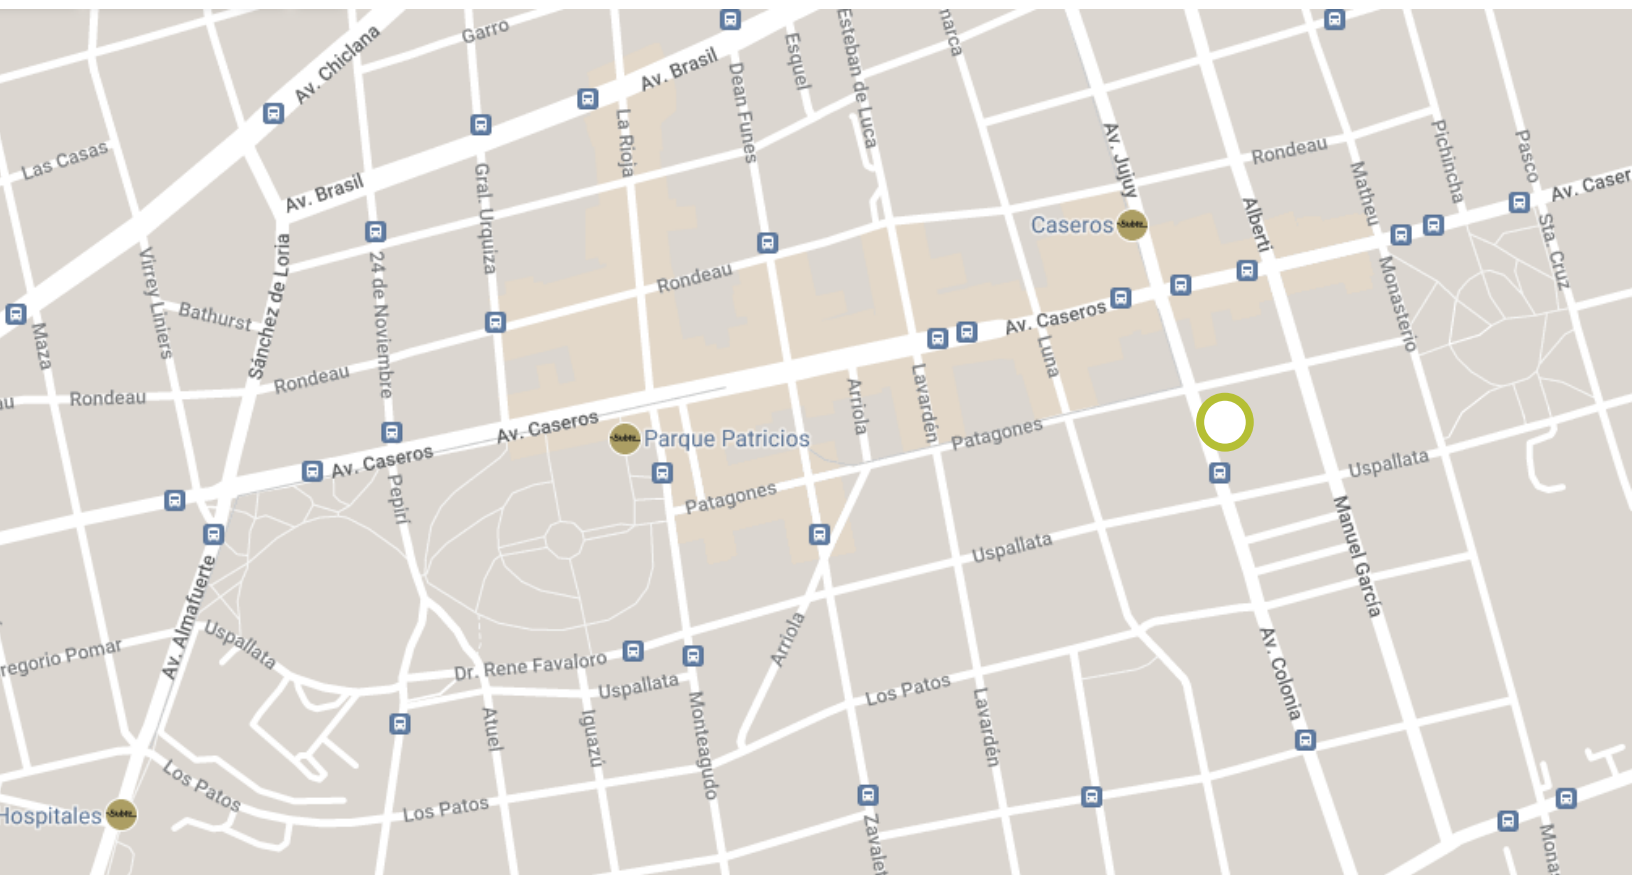 Garro
Av. Chiclana
Av. Brasil
Dean Funes
Esquel
Esteban de Luca
marca
Las Casas
La Rioja
Av. Jujuy
Rondeau
Pichincha
Pasco
Matheu
Av. Caser
Av. Brasil
Gral. Urquiza
Caseros
Alberti
Sta. Cruz
Virrey Liniers
Sánchez de Loria
24 de Noviembre
Rondeau
Monasterio
Bathurst
Maza
Av. Caseros
Luna
Rondeau
Rondeau
au
Arriola
Lavardén
Av. Caseros
Parque Patricios
Patagones
Av. Caseros
Uspallata
Pepirí
Patagones
Manuel García
Uspallata
Av. Almafuerte
Uspallata
Arriola
regorio Pomar
Dr. Rene Favaloro
Uspallata
Los Patos
Av. Colonia
Atuel
Iguazú
Monteagudo
Lavardén
Los Patos
Los Patos
Hospitales
Zavalet
Monas